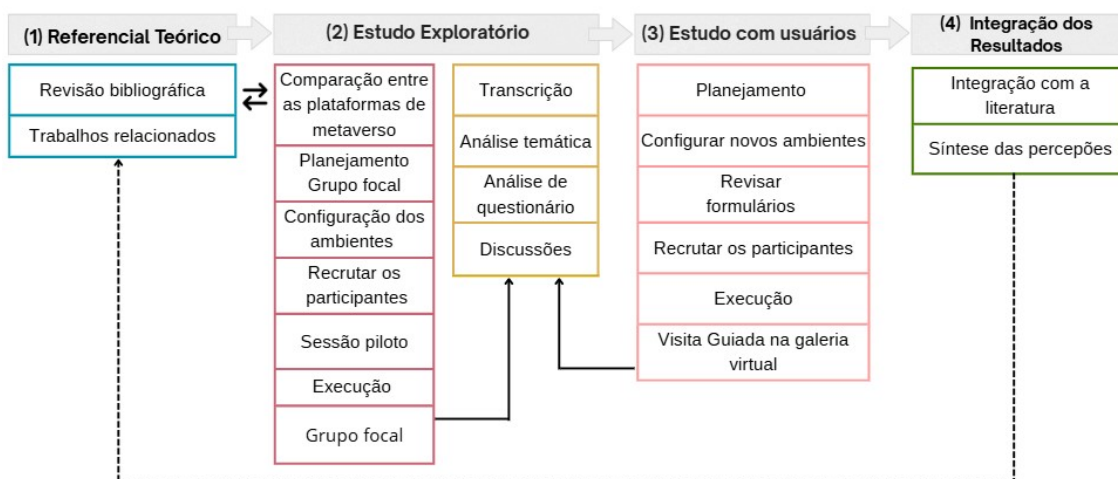 (1) Referencial Teórico
(2) Estudo Exploratório
(3) Estudo com usuários
(4) Integração dos
Resultados
Revisão bibliográfica
Trabalhos relacionados
Comparação entre
as plataformas de
metaverso
Planejamento
Grupo focal
Configuração dos
ambientes
Recrutar os
participantes
Sessão piloto
Execução
Grupo focal
Transcrição
Análise temática
Análise de
questionário
Discussões
Planejamento
Configurar novos ambientes
Revisar
formulários
Recrutar os participantes
Execução
Visita Guiada na galeria
virtual
Integração com a
literatura
Síntese das percepões